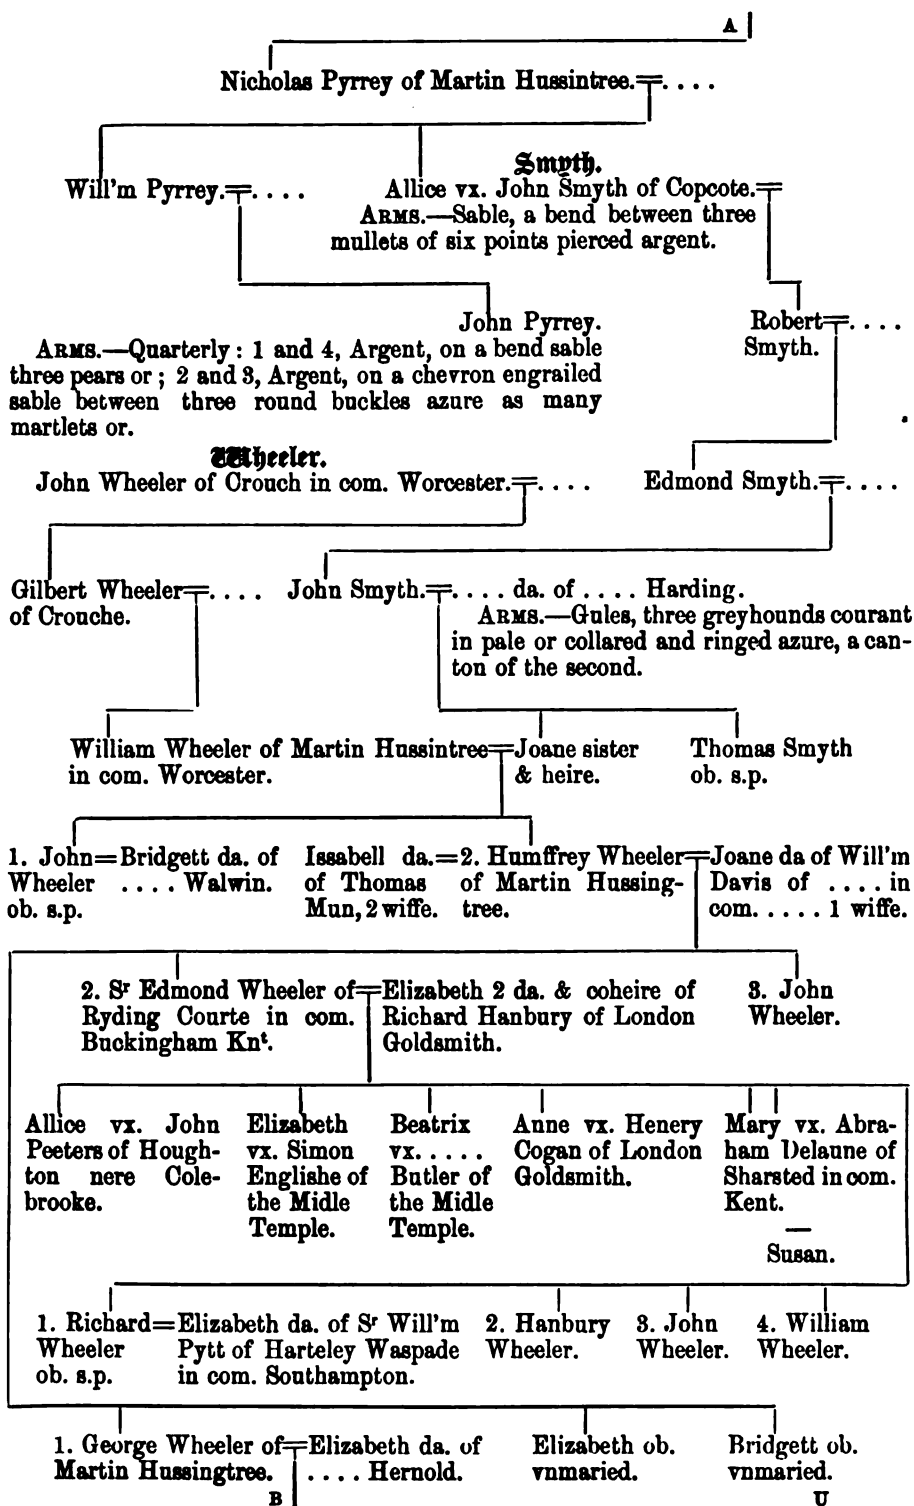 A
Nicholas Pyrrey of Martin Hussintree.=. . . .
Smyth.
Will'm Pyrrey.=. . . .
Allice vx. John Smyth of Copcote.=
ARMS.—Sable, a bend between three
mullets of six points pierced argent.
John Pyrrey.
ARMS.—Quarterly : 1 and 4, Argent, on a bend sable
three pears or ; 2 and 3, Argent, on a chevron engrailed
sable between three round buckles azure as many
martlets or.
Robert=. . . .
Smyth.
Wheeler.
John Wheeler of Crouch in com. Worcester.=. . . .
Edmond Smyth.=. . . .
Gilbert Wheeler=. . . .
of Crouche.
John Smyth.=. . . . da. of . . . . Harding.
ARMS.—Gules, three greyhounds courant
in pale or collared and ringed azure, a can-
ton of the second.
William Wheeler of Martin Hussintree=Joane sister
in com. Worcester.
& heire.
Thomas Smyth
ob. s.p.
1. John=Bridgett da. of
Wheeler . . . . Walwin.
ob. s.p.
Issabell da.=2. Humffrey Wheeler=Joane da of Will'm
of Thomas of Martin Hussing- Davis of . . . . in
Mun, 2 wiffe. tree. com. . . . . 1 wiffe.
2. Sr Edmond Wheeler of=Elizabeth 2 da. & coheire of
Ryding Courte in com. Richard Hanbury of London
Buckingham Knt. Goldsmith.
3. John
Wheeler.
Allice vx. John
Peeters of Hough-
ton nere Cole-
brooke.
Elizabeth
vx. Simon
Englishe of
the Midle
Temple.
Beatrix
vx. . . . .
Butler of
the Midle
Temple.
Anne vx. Henery
Cogan of London
Goldsmith.
Mary vx. Abra-
ham Delaune of
Sharsted in com.
Kent.
—
Susan.
1. Richard=Elizabeth da. of Sr Will'm
Wheeler Pytt of Harteley Waspade
ob. s.p. in com. Southampton.
2. Hanbury
Wheeler.
3. John
Wheeler.
4. William
Wheeler.
1. George Wheeler of=Elizabeth da. of
Martin Hussingtree. . . . . Hernold.
Elizabeth ob.
vnmaried.
Bridgett ob.
vnmaried.
B
U